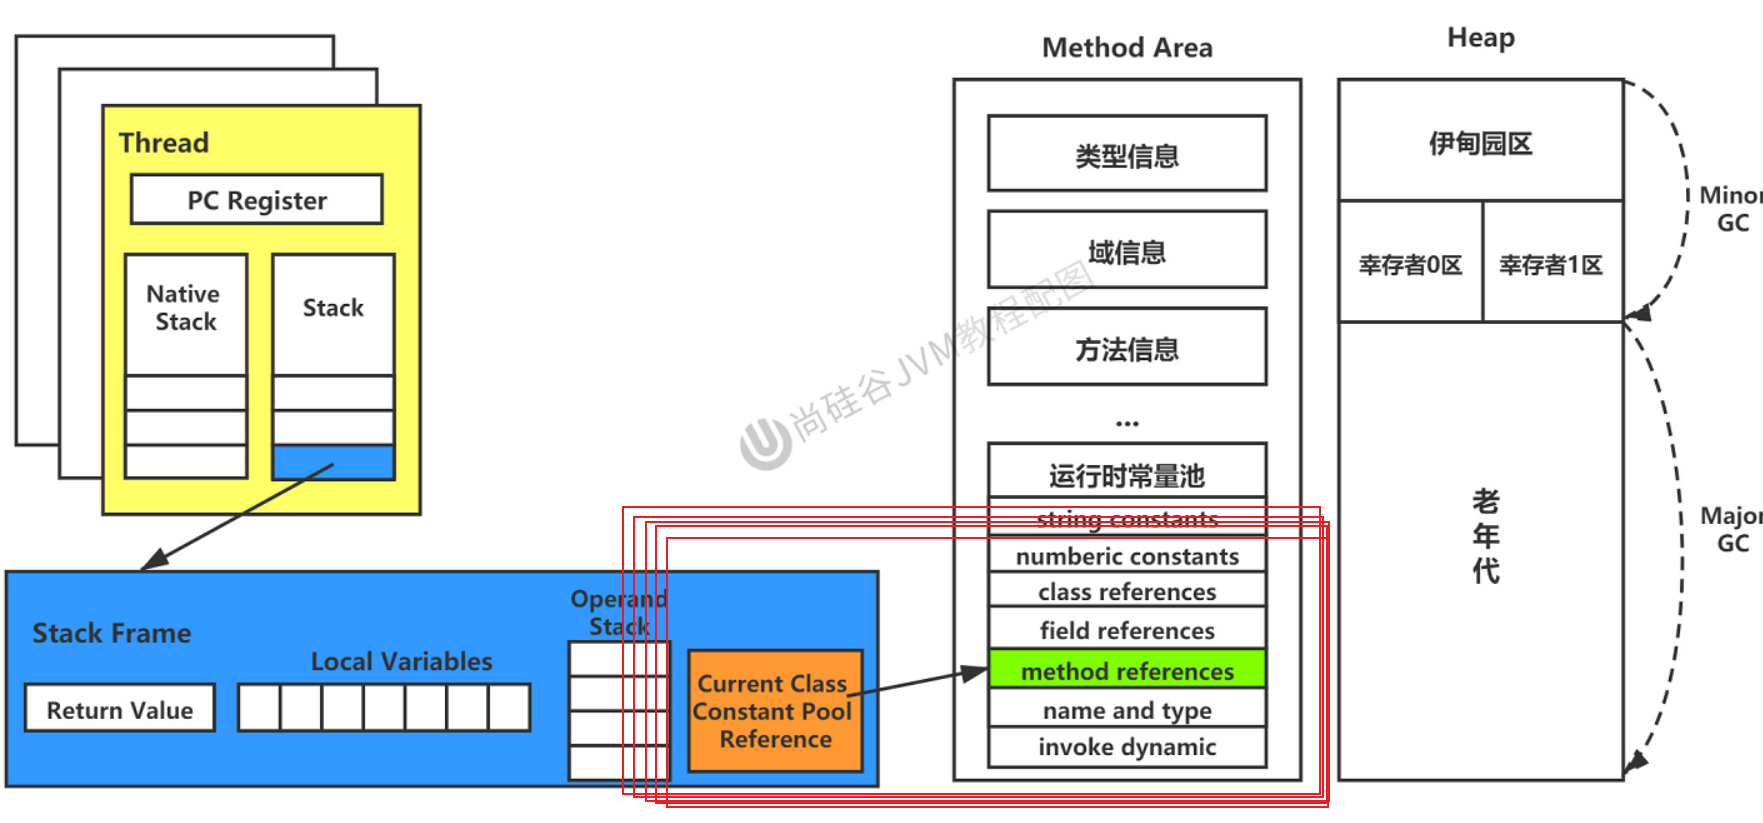 Method Area
Heap
Thread
PC Register
Native
Stack
Stack
类型信息
域信息
方法信息
...
运行时常量池
string constants
numberic constants
class references
field references
method references
name and type
invoke dynamic
伊甸园区
幸存者0区
幸存者1区
老
年
代
Minor
GC
Major
GC
Stack Frame
Return Value
Local Variables
Operand
Stack
Current Class
Constant Pool
Reference
尚硅谷JVM教程配图